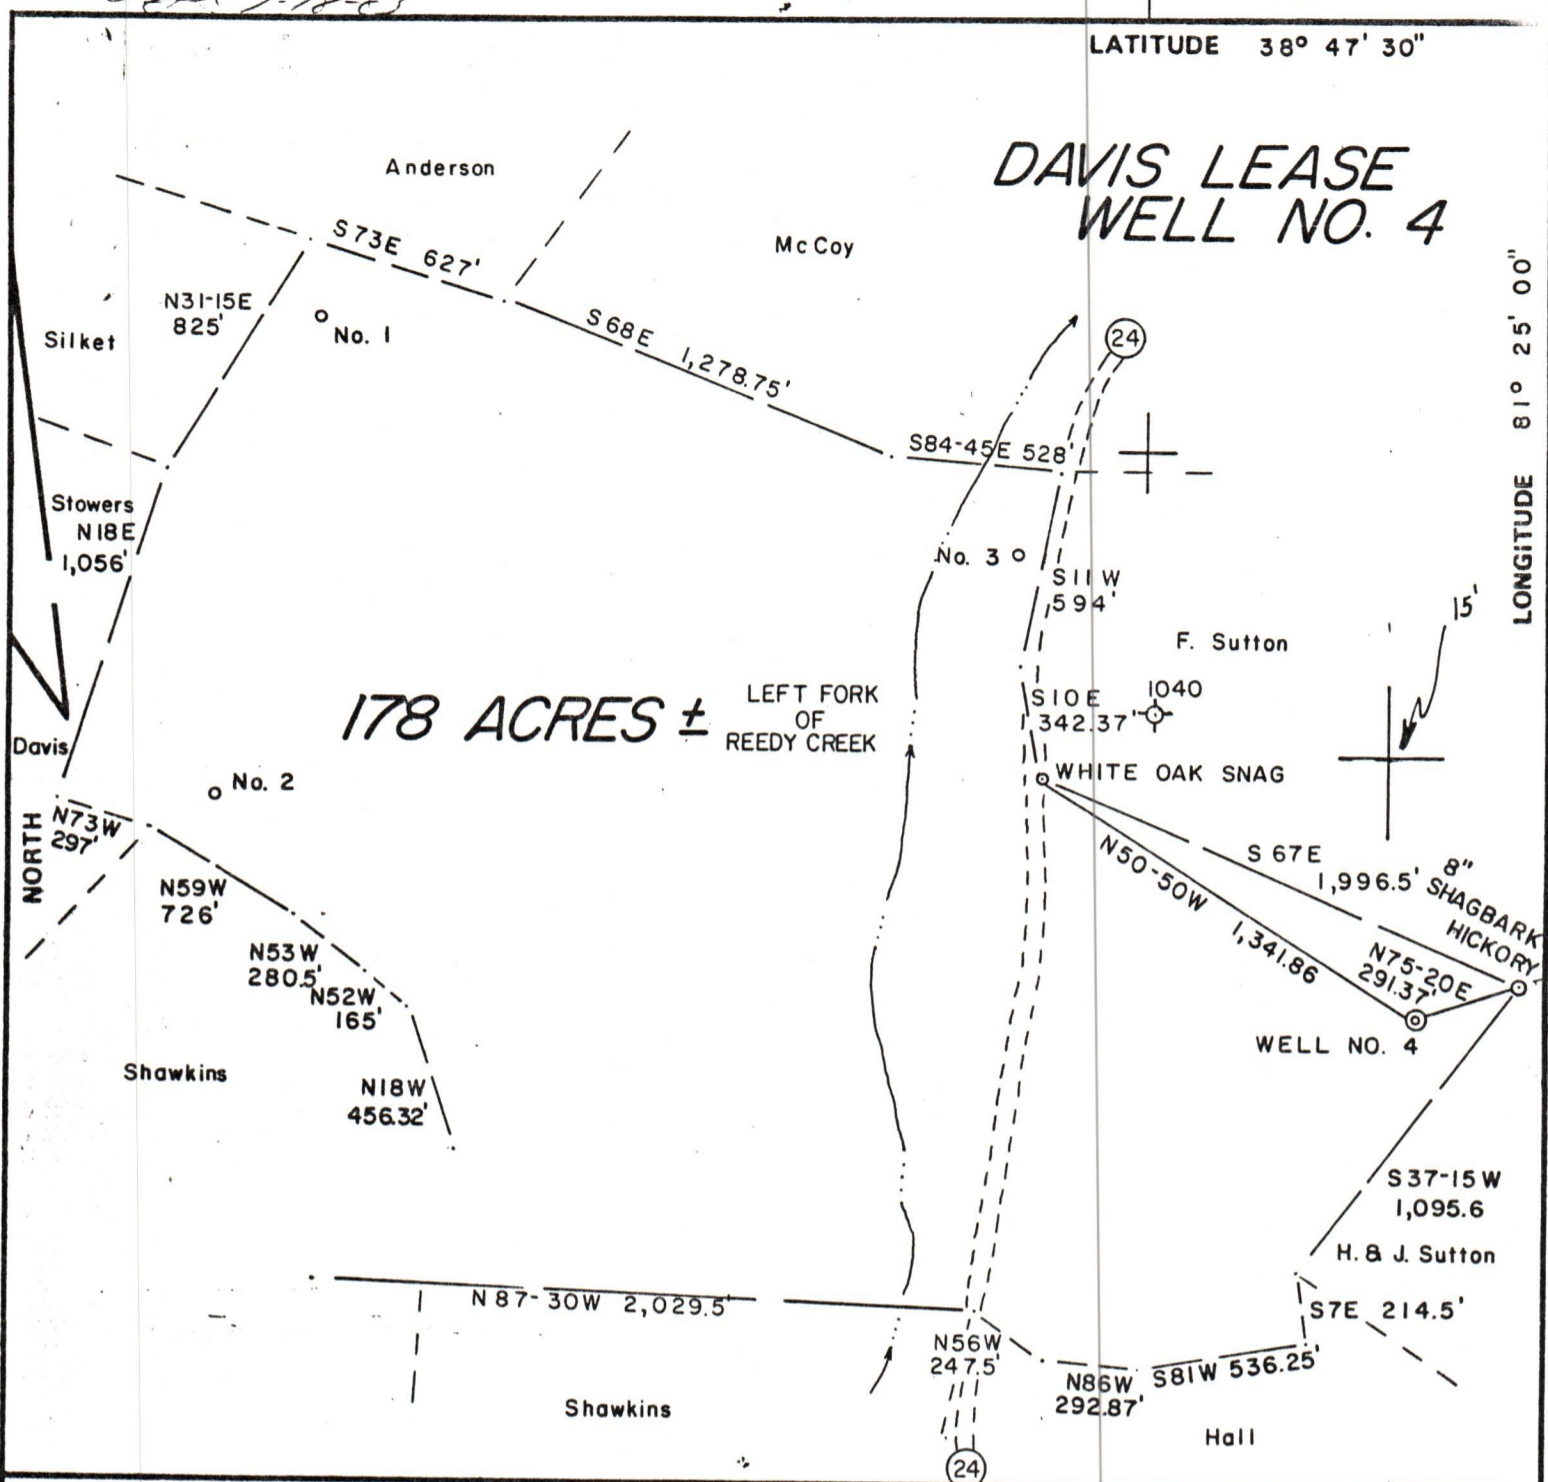 LATITUDE 38° 47' 30"
DAVIS LEASE
WELL NO. 4
Anderson
McCoy
S73E 627'
N31-15E
825'
Silket
No. 1
S68E 1,278.75'
24
LONGITUDE 81° 25' 00"
S84-45E 528'
Stowers
N18E
1,056'
No. 3
S11W
594'
15'
F. Sutton
178 ACRES ±
LEFT FORK
OF
REEDY CREEK
S10E
342.37'
1040
Davis
No. 2
WHITE OAK SNAG
NORTH
N73W
297'
N59W
726'
N53W
280.5'
N52W
165'
S67E
1,996.5'
8"
SHAGBARK
HICKORY
N50-50W 1,341.86
N75-20E
291.37'
WELL NO. 4
Shawkins
N18W
456.32'
S37-15W
1,095.6
H. & J. Sutton
S7E 214.5'
N87-30W 2,029.5'
N56W
247.5'
N86W
292.87'
S81W 536.25'
Shawkins
Hall
24